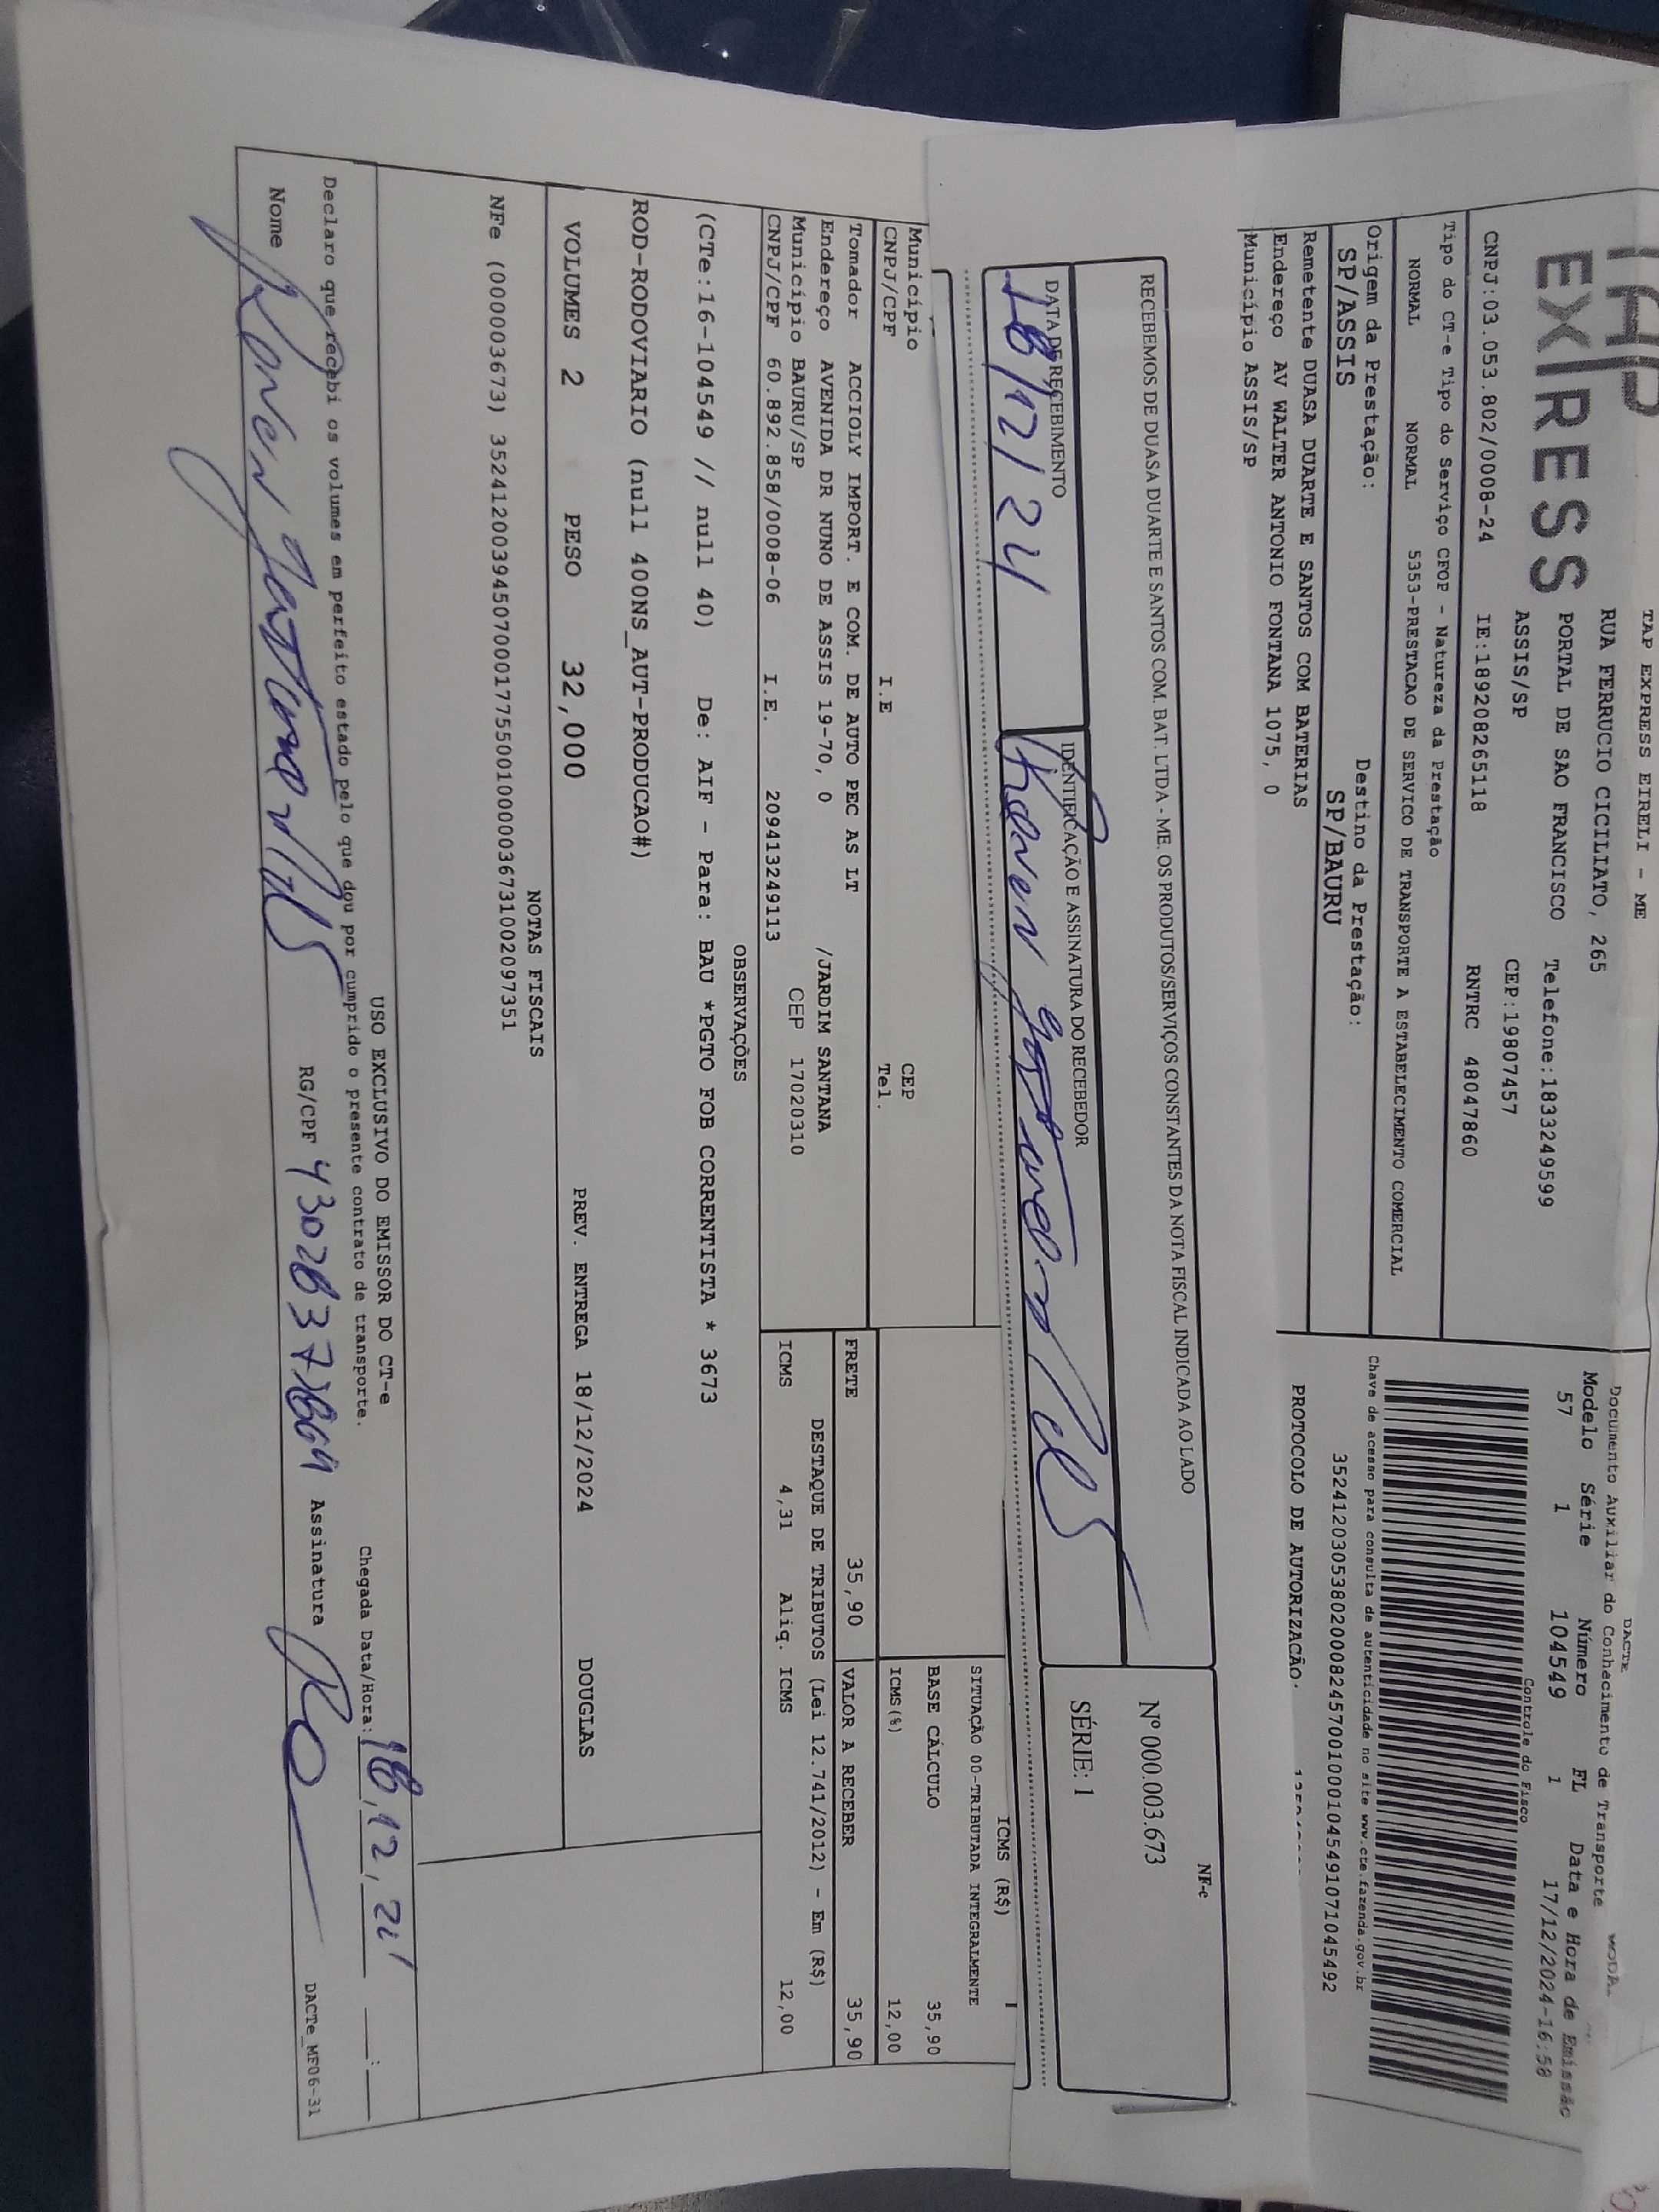 TAP EXPRESS EIRELI - ME
TAP
EXPRESS
RUA FERRUCIO CICILIATO, 265
PORTAL DE SAO FRANCISCO Telefone:1833249599
ASSIS/SP CEP:19807457
CNPJ:03.053.802/0008-24 IE:189208265118 RNTRC 48047860
DACTE
Documento Auxiliar do Conhecimento de Transporte
MODAL
Modelo Série Número FL Data e Hora de Emissão
57 1 104549 1 17/12/2024-16:58
Controle do Fisco
Tipo do CT-e Tipo do Serviço CFOP - Natureza da Prestação
NORMAL NORMAL 5353-PRESTACAO DE SERVICO DE TRANSPORTE A ESTABELECIMENTO COMERCIAL
Chave de acesso para consulta de autenticidade no site www.cte.fazenda.gov.br
35241203053802000824570010001045491071045492
Origem da Prestação: Destino da Prestação:
SP/ASSIS SP/BAURU
PROTOCOLO DE AUTORIZAÇÃO.
Remetente DUASA DUARTE E SANTOS COM BATERIAS
Endereço AV WALTER ANTONIO FONTANA 1075, 0
Município ASSIS/SP
RECEBEMOS DE DUASA DUARTE E SANTOS COM. BAT. LTDA - ME. OS PRODUTOS/SERVIÇOS CONSTANTES DA NOTA FISCAL INDICADA AO LADO
NF-e
Nº 000.003.673
SÉRIE: 1
DATA DE RECEBIMENTO IDENTIFICAÇÃO E ASSINATURA DO RECEBEDOR
18/12/24
Município CEP
CNPJ/CPF I.E Tel.
ICMS (R$)
SITUAÇÃO 00-TRIBUTADA INTEGRALMENTE
BASE CÁLCULO 35,90
ICMS(%) 12,00
Tomador ACCIOLY IMPORT. E COM. DE AUTO PEC AS LT
Endereço AVENIDA DR NUNO DE ASSIS 19-70, 0 /JARDIM SANTANA
Município BAURU/SP CEP 17020310
CNPJ/CPF 60.892.858/0008-06 I.E. 209413249113
FRETE 35,90 VALOR A RECEBER 35,90
DESTAQUE DE TRIBUTOS (Lei 12.741/2012) - Em (R$)
ICMS 4,31 Aliq. ICMS 12,00
OBSERVAÇÕES
(CTe:16-104549 // null 40) De: AIF - Para: BAU *PGTO FOB CORRENTISTA * 3673
ROD-RODOVIARIO (null 400NS_AUT-PRODUCAO#)
VOLUMES 2 PESO 32,000 PREV. ENTREGA 18/12/2024 DOUGLAS
NOTAS FISCAIS
NFe (000003673) 35241200394507000177550010000036731002097351
USO EXCLUSIVO DO EMISSOR DO CT-e
Declaro que recebi os volumes em perfeito estado pelo que dou por cumprido o presente contrato de transporte.
Chegada Data/Hora: 18/12/24 __:__
Nome RG/CPF Assinatura
DACTe_MF06-31